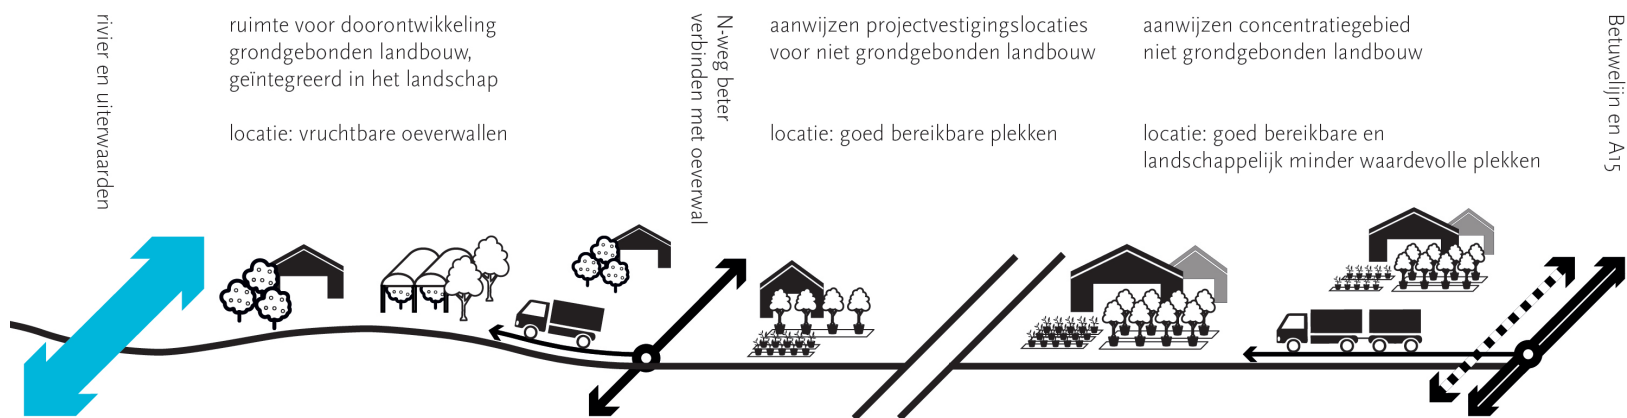 rivier en uiterwaarden
ruimte voor doorontwikkeling
grondgebonden landbouw,
geïntegreerd in het landschap
locatie: vruchtbare oeverwallen
N-weg beter
verbinden met oeverwal
aanwijzen projectvestigingslocaties
voor niet grondgebonden landbouw
locatie: goed bereikbare plekken
aanwijzen concentratiegebied
niet grondgebonden landbouw
locatie: goed bereikbare en
landschappelijk minder waardevolle plekken
Betuwelijn en A15